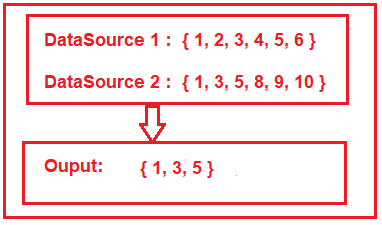 DataSource 1 : { 1, 2, 3, 4, 5, 6 }
DataSource 2 : { 1, 3, 5, 8, 9, 10 }
Ouput: { 1, 3, 5 }